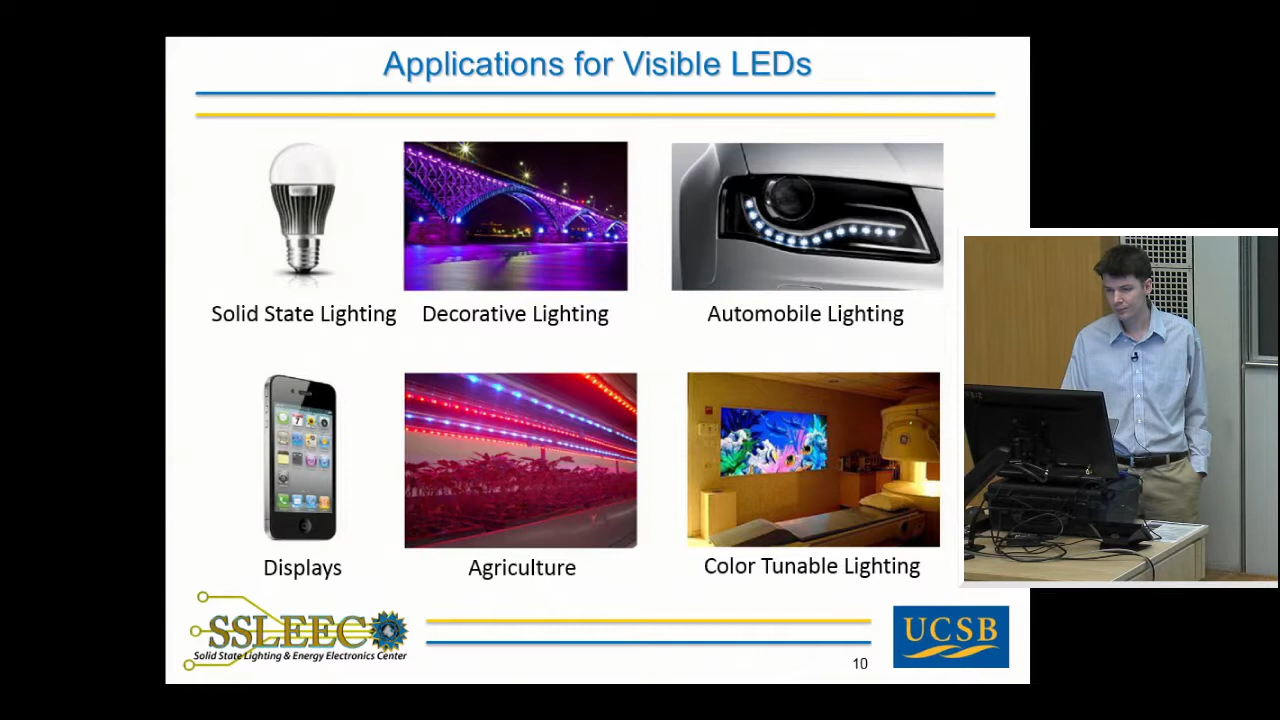 Applications for Visible LEDs
Solid State Lighting
Decorative Lighting
Automobile Lighting
Displays
Agriculture
Color Tunable Lighting
SSLEEC
Solid State Lighting & Energy Electronics Center
10
UCSB